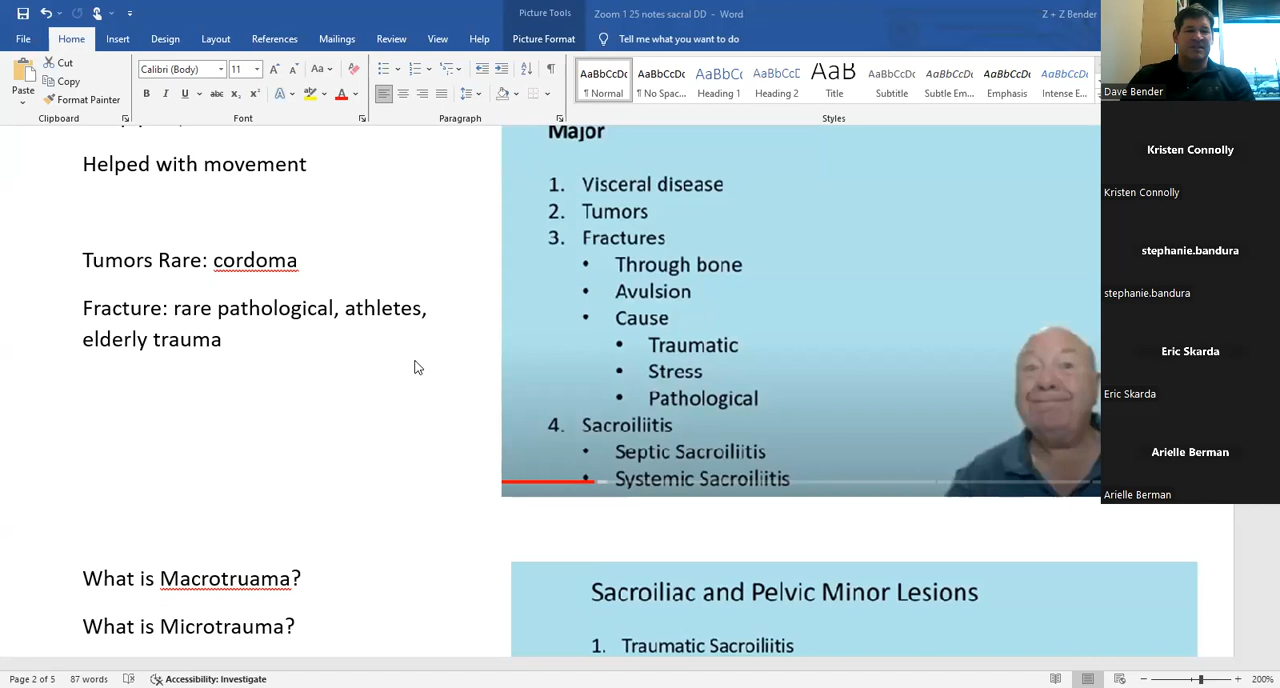 Picture Tools
Zoom 1 25 notes sacral DD - Word
Z + Z Bender
File
Home
Insert
Design
Layout
References
Mailings
Review
View
Help
Picture Format
Tell me what you want to do
Paste
Cut
Copy
Format Painter
Clipboard
Calibri (Body)
11
Font
Paragraph
AaBbCcDc
¶ Normal
AaBbCcDc
¶ No Spac...
AaBbCc
Heading 1
AaBbCcD
Heading 2
AaB
Title
AaBbCcD
Subtitle
AaBbCcDc
Subtle Em...
AaBbCcDc
Emphasis
AaBbCcDc
Intense E...
Styles
Dave Bender
Kristen Connolly
Kristen Connolly
stephanie.bandura
stephanie.bandura
Eric Skarda
Eric Skarda
Arielle Berman
Arielle Berman
Helped with movement
Tumors Rare: cordoma
Fracture: rare pathological, athletes,
elderly trauma
Major
1. Visceral disease
2. Tumors
3. Fractures
• Through bone
• Avulsion
• Cause
• Traumatic
• Stress
• Pathological
4. Sacroiliitis
• Septic Sacroiliitis
• Systemic Sacroiliitis
What is Macrotruama?
What is Microtrauma?
Sacroiliac and Pelvic Minor Lesions
1. Traumatic Sacroiliitis
Page 2 of 5
87 words
Accessibility: Investigate
200%